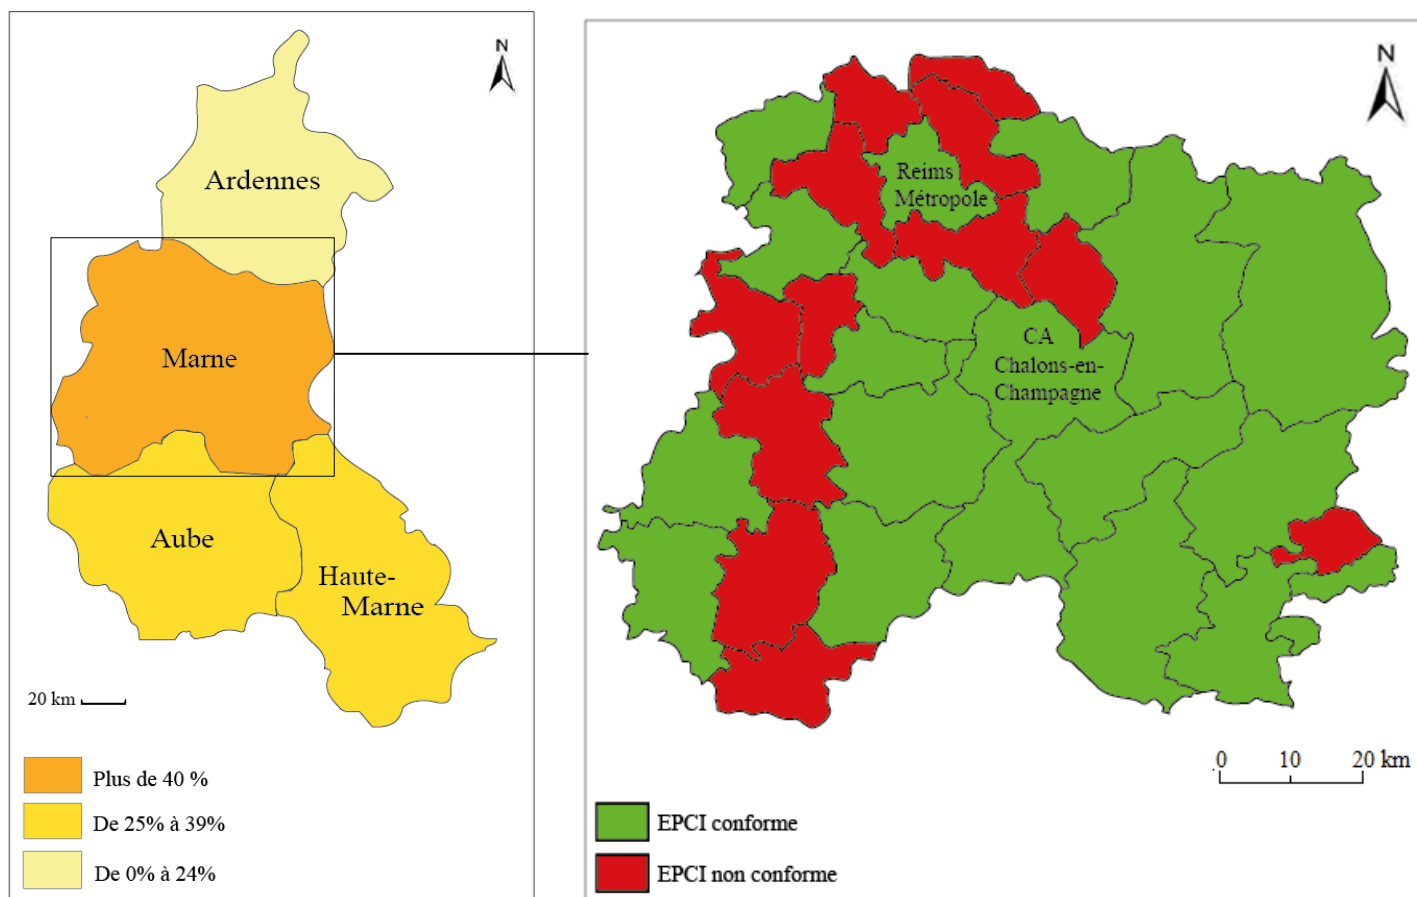 N
Ardennes
Marne
Aube
Haute-
Marne
20 km
Plus de 40 %
De 25% à 39%
De 0% à 24%
N
Reims
Métropole
CA
Chalons-en-
Champagne
0 10 20 km
EPCI conforme
EPCI non conforme